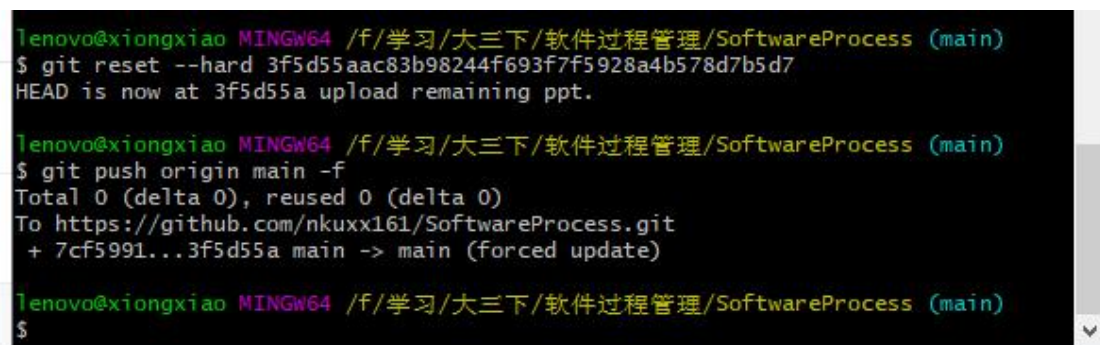 lenovo@xiongxiao MINGW64 /f/学习/大三下/软件过程管理/SoftwareProcess (main)
$ git reset --hard 3f5d55aac83b98244f693f7f5928a4b578d7b5d7
HEAD is now at 3f5d55a upload remaining ppt.
lenovo@xiongxiao MINGW64 /f/学习/大三下/软件过程管理/SoftwareProcess (main)
$ git push origin main -f
Total 0 (delta 0), reused 0 (delta 0)
To https://github.com/nkuxx161/SoftwareProcess.git
+ 7cf5991...3f5d55a main -> main (forced update)
lenovo@xiongxiao MINGW64 /f/学习/大三下/软件过程管理/SoftwareProcess (main)
$